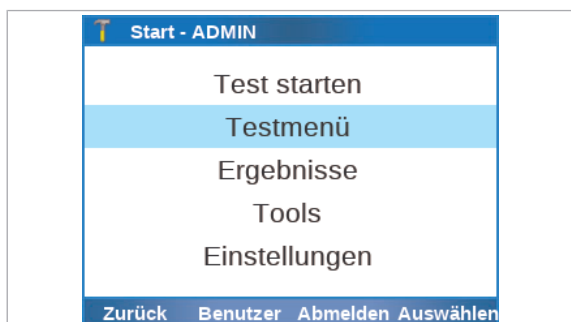 Start - ADMIN
Test starten
Testmenü
Ergebnisse
Tools
Einstellungen
Zurück Benutzer Abmelden Auswählen